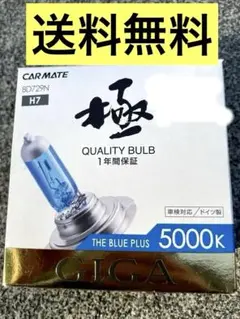 送料無料
CARMATE
BD729N
H7
極
QUALITY BULB
1年間保証
車検対応/ドイツ製
THE BLUE PLUS 5000K
GIGA